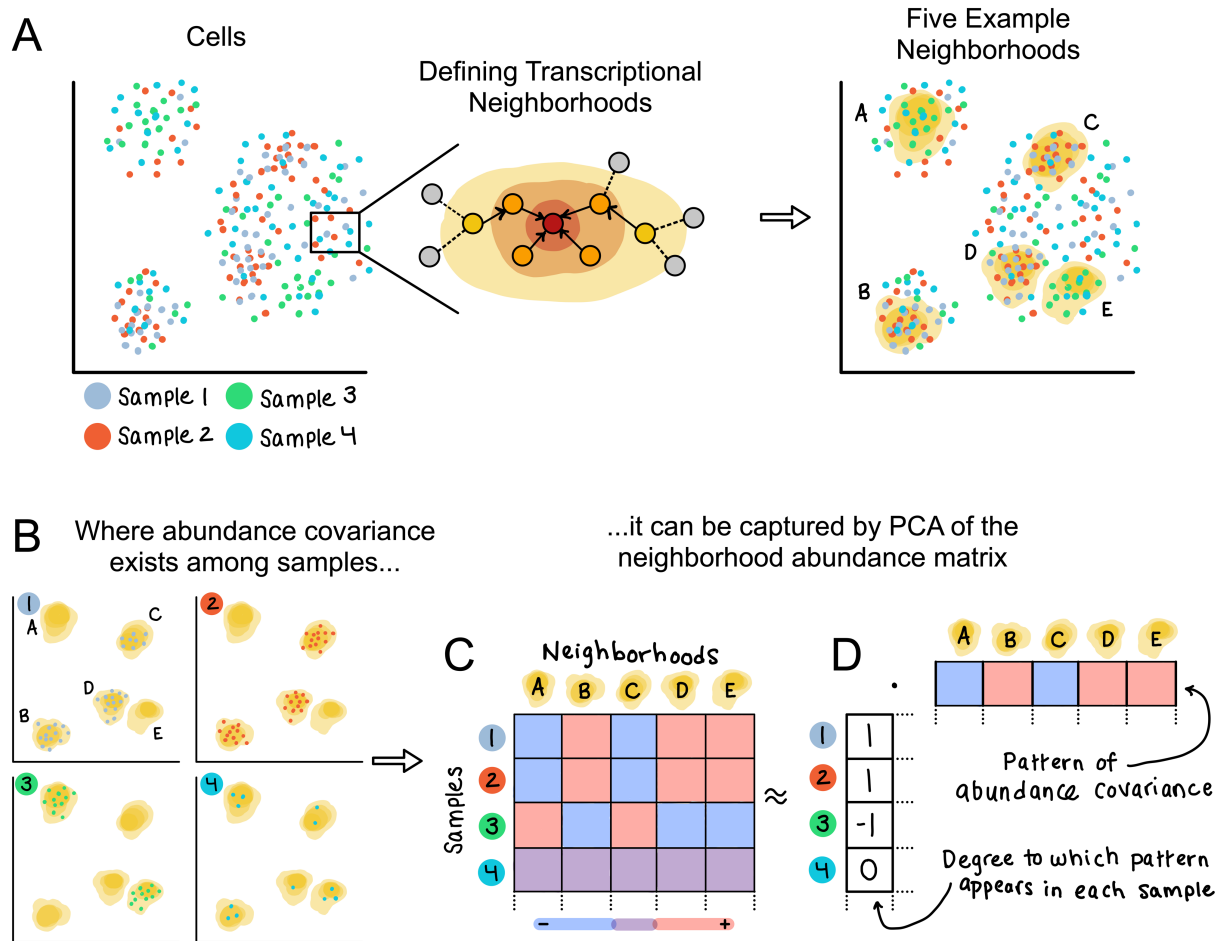 A
Cells
Defining Transcriptional
Neighborhoods
Five Example
Neighborhoods
A
C
D
B
E
Sample 1
Sample 3
Sample 2
Sample 4
B
Where abundance covariance
exists among samples...
...it can be captured by PCA of the
neighborhood abundance matrix
1
A
C
D
B
E
2
3
4
C
Neighborhoods
A B C D E
Samples
1
2
3
4
- +
≈
D
A B C D E
.
1 1
2 1
3 -1
4 0
Pattern of
abundance covariance
Degree to which pattern
appears in each sample